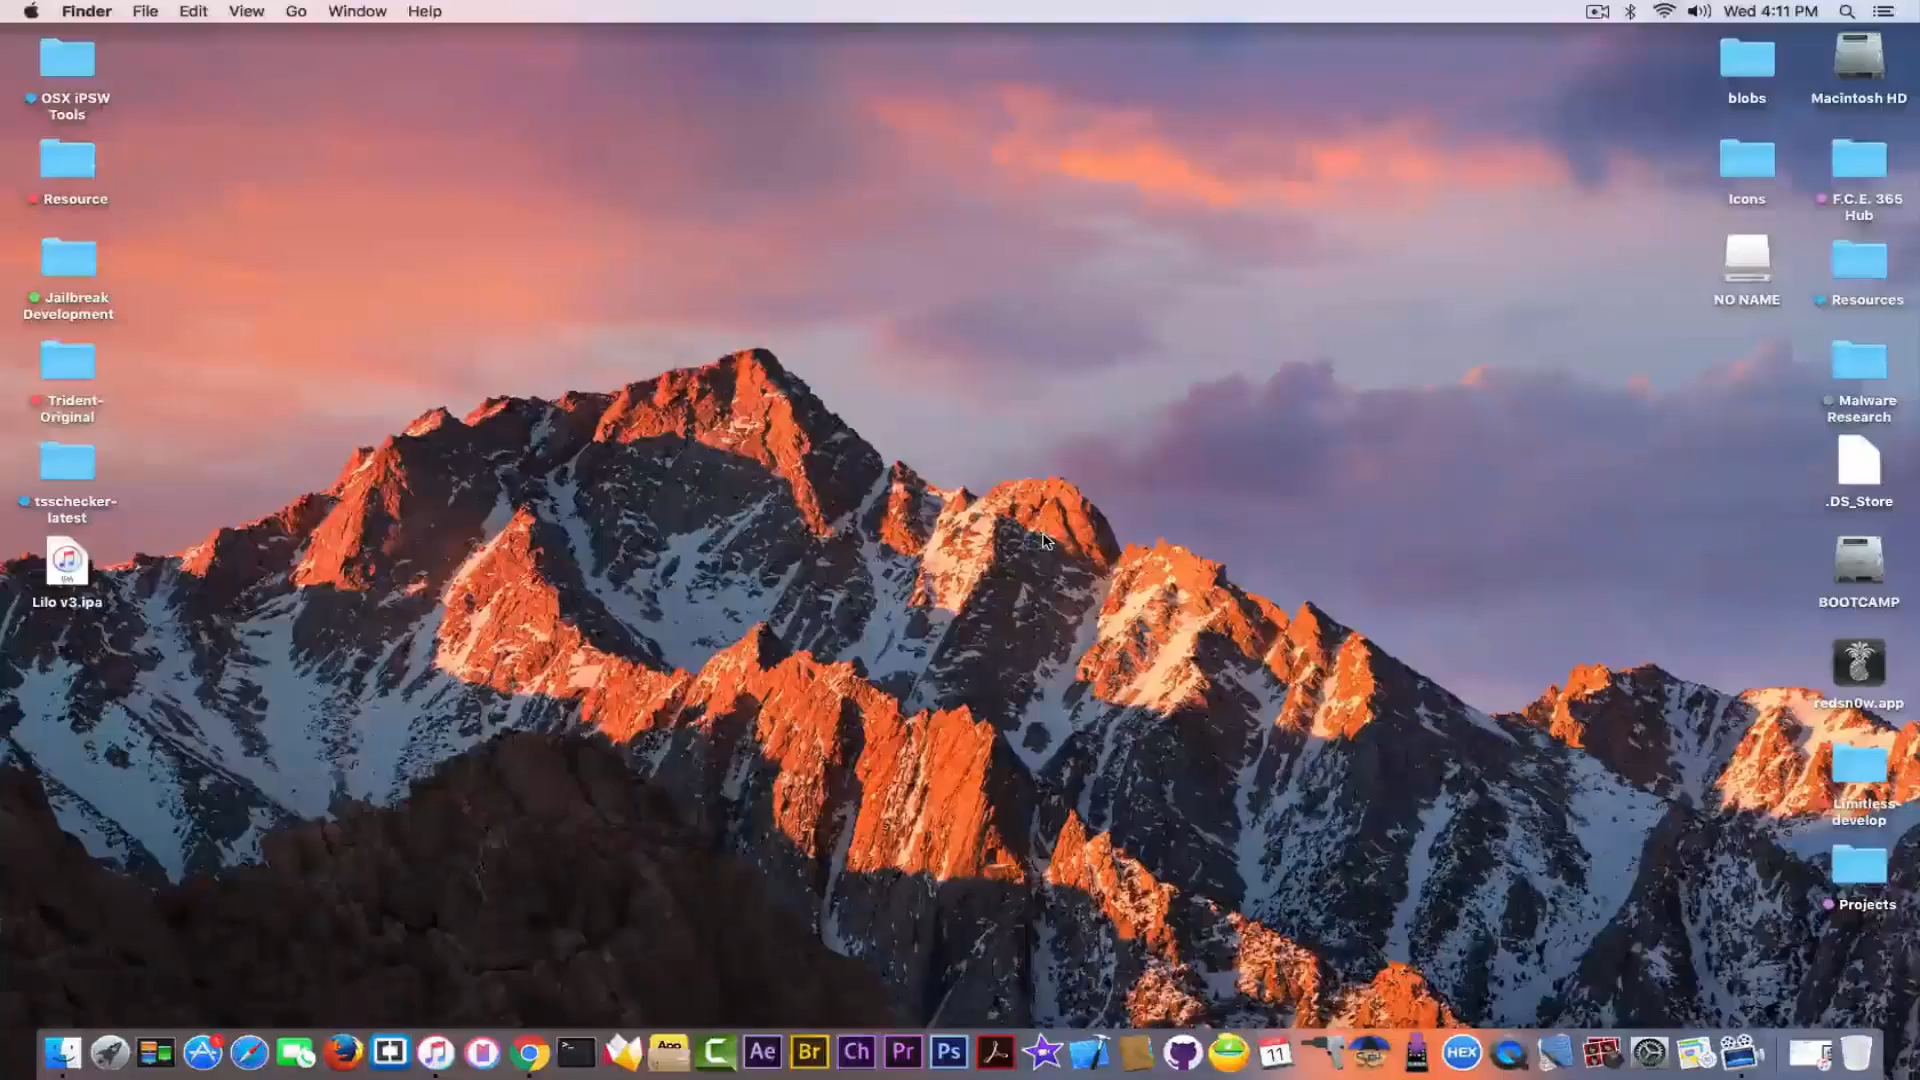 Finder File Edit View Go Window Help
Wed 4:11 PM
OSX iPSW
Tools
Resource
Jailbreak
Development
Trident-
Original
tsschecker-
latest
Lilo v3.ipa
blobs
Icons
NO NAME
Macintosh HD
F.C.E. 365
Hub
Resources
Malware
Research
.DS_Store
BOOTCAMP
redsn0w.app
Limitless-
develop
Projects
App
Ae
Br
Ch
Pr
Ps
11
HEX